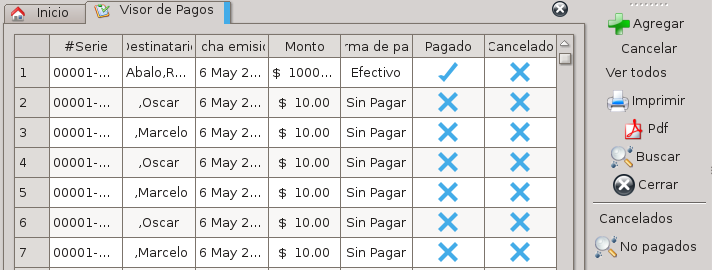 Inicio Visor de Pagos
#Serie Destinatari cha emisi Monto rma de pa Pagado Cancelado
1 00001-... Abalo,R... 6 May 2... $ 1000... Efectivo
2 00001-... ,Oscar 6 May 2... $ 10.00 Sin Pagar
3 00001-... ,Marcelo 6 May 2... $ 10.00 Sin Pagar
4 00001-... ,Oscar 6 May 2... $ 10.00 Sin Pagar
5 00001-... ,Marcelo 6 May 2... $ 10.00 Sin Pagar
6 00001-... ,Oscar 6 May 2... $ 10.00 Sin Pagar
7 00001-... ,Marcelo 6 May 2... $ 10.00 Sin Pagar
Agregar
Cancelar
Ver todos
Imprimir
Pdf
Buscar
Cerrar
Cancelados
No pagados